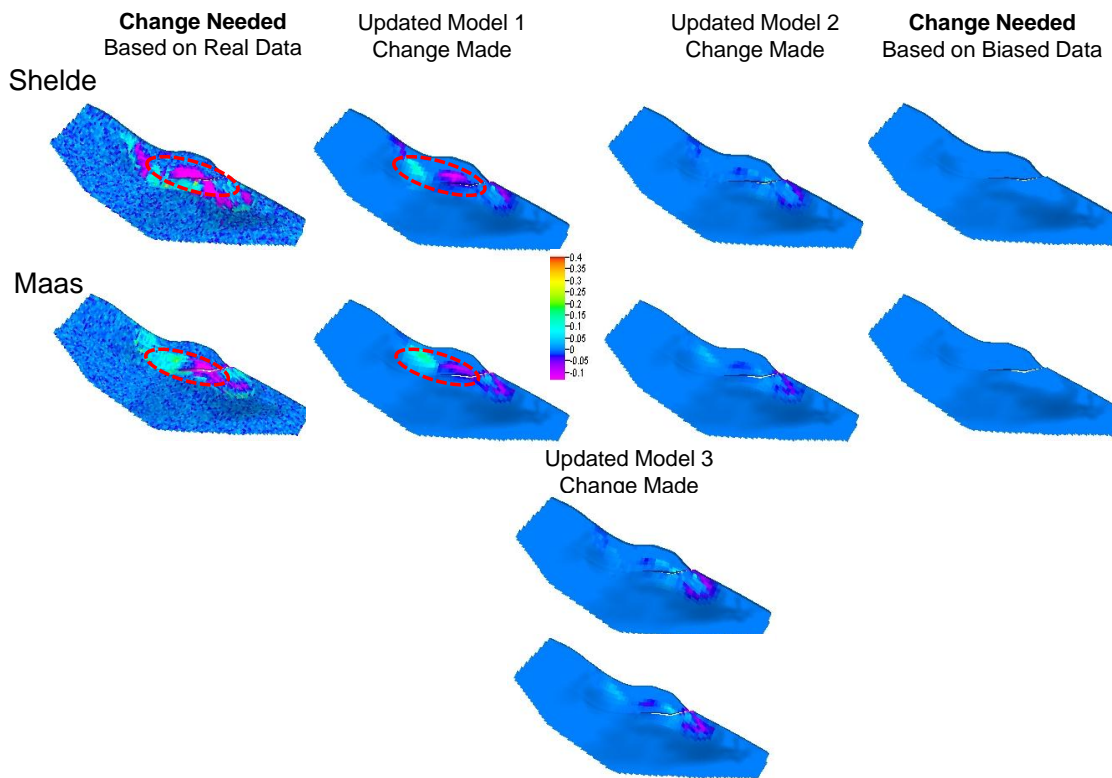 Change Needed
Based on Real Data
Updated Model 1
Change Made
Updated Model 2
Change Made
Change Needed
Based on Biased Data
Shelde
Maas
0.4
0.35
0.3
0.25
0.2
0.15
0.1
0.05
0
-0.05
-0.1
Updated Model 3
Change Made